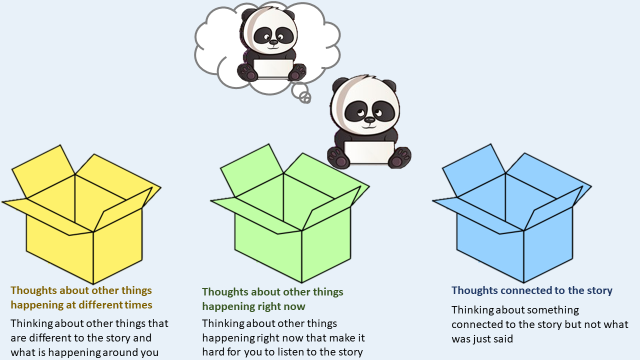 Thoughts about other things
happening at different times
Thinking about other things that
are different to the story and
what is happening around you
Thoughts about other things
happening right now
Thinking about other things
happening right now that make it
hard for you to listen to the story
Thoughts connected to the story
Thinking about something
connected to the story but not what
was just said